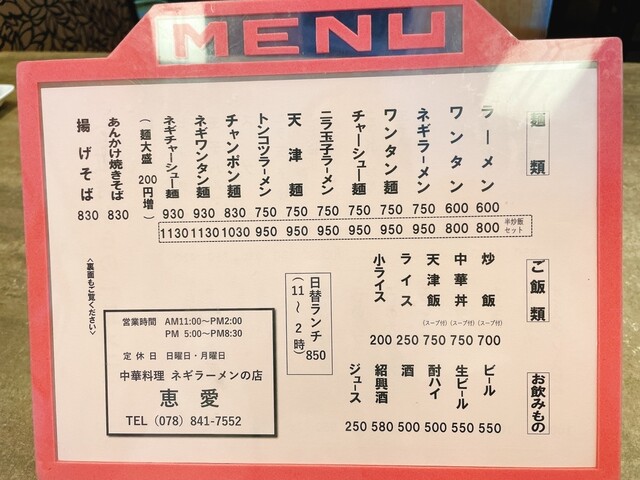 MENU
麺類
ラーメン 600
ワンタン 600
ネギラーメン 750
ワンタン麺 750
チャーシュー麺 750
ニラ玉子ラーメン 750
天津麺 750
トンコツラーメン 750
チャンポン麺 830
ネギワンタン麺 930
ネギチャーシュー麺 930
(麺大盛 200円増)
あんかけ焼きそば 830
揚げそば 830
半炒飯セット 800 800 950 950 950 950 950 950 1030 1130 1130
ご飯類
炒飯 (スープ付) 700
中華丼 (スープ付) 750
天津飯 (スープ付) 750
ライス 250
小ライス 200
お飲みもの
ビール 550
生ビール 550
酎ハイ 500
酒 500
紹興酒 580
ジュース 250
日替ランチ 850
(11〜2時)
<裏面もご覧ください>
営業時間 AM11:00〜PM2:00
PM 5:00〜PM8:30
定休日 日曜日・月曜日
中華料理 ネギラーメンの店
恵愛
TEL (078) 841-7552